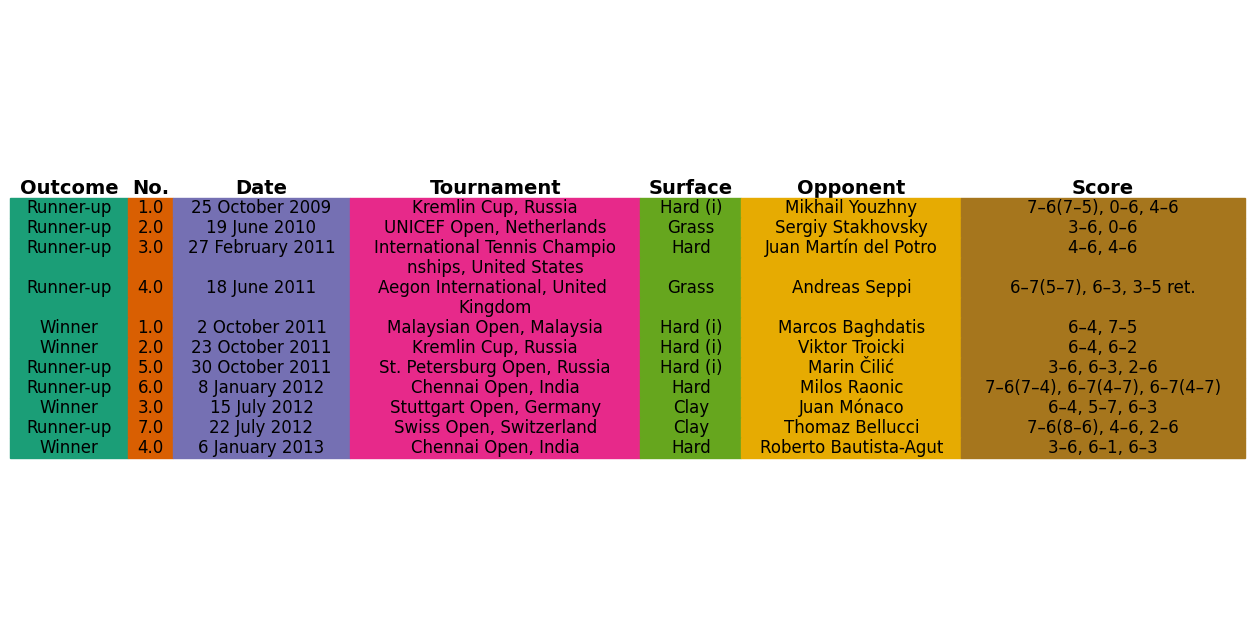 Outcome No. Date Tournament Surface Opponent Score
Runner-up 1.0 25 October 2009 Kremlin Cup, Russia Hard (i) Mikhail Youzhny 7–6(7–5), 0–6, 4–6
Runner-up 2.0 19 June 2010 UNICEF Open, Netherlands Grass Sergiy Stakhovsky 3–6, 0–6
Runner-up 3.0 27 February 2011 International Tennis Champio Hard Juan Martín del Potro 4–6, 4–6
nships, United States
Runner-up 4.0 18 June 2011 Aegon International, United Grass Andreas Seppi 6–7(5–7), 6–3, 3–5 ret.
Kingdom
Winner 1.0 2 October 2011 Malaysian Open, Malaysia Hard (i) Marcos Baghdatis 6–4, 7–5
Winner 2.0 23 October 2011 Kremlin Cup, Russia Hard (i) Viktor Troicki 6–4, 6–2
Runner-up 5.0 30 October 2011 St. Petersburg Open, Russia Hard (i) Marin Čilić 3–6, 6–3, 2–6
Runner-up 6.0 8 January 2012 Chennai Open, India Hard Milos Raonic 7–6(7–4), 6–7(4–7), 6–7(4–7)
Winner 3.0 15 July 2012 Stuttgart Open, Germany Clay Juan Mónaco 6–4, 5–7, 6–3
Runner-up 7.0 22 July 2012 Swiss Open, Switzerland Clay Thomaz Bellucci 7–6(8–6), 4–6, 2–6
Winner 4.0 6 January 2013 Chennai Open, India Hard Roberto Bautista-Agut 3–6, 6–1, 6–3